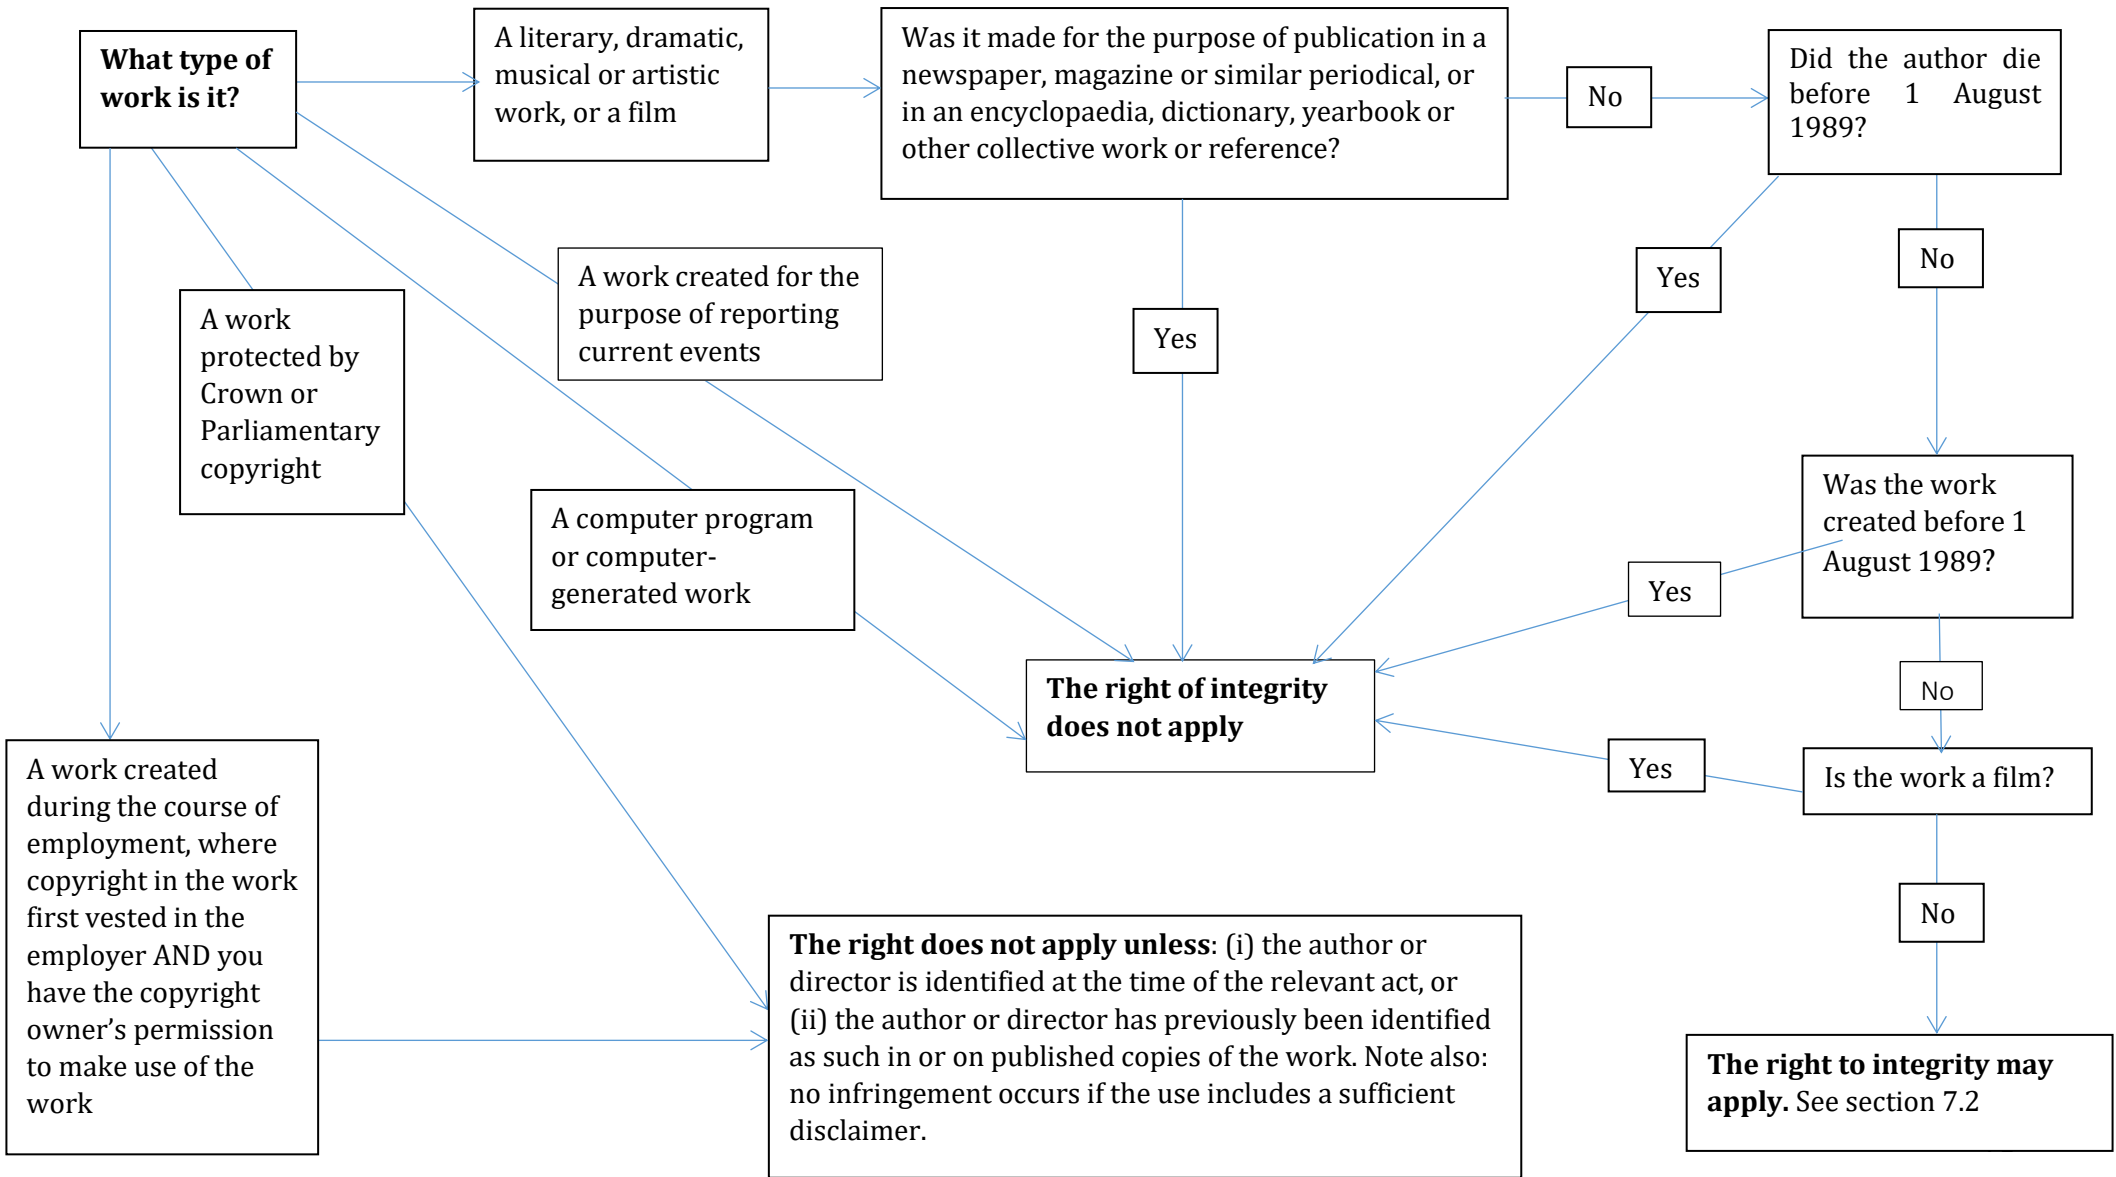 What type of
work is it?
A literary, dramatic,
musical or artistic
work, or a film
Was it made for the purpose of publication in a
newspaper, magazine or similar periodical, or
in an encyclopaedia, dictionary, yearbook or
other collective work or reference?
No
Did the author die
before 1 August
1989?
Yes
No
A work created for the
purpose of reporting
current events
Yes
A work
protected by
Crown or
Parliamentary
copyright
A computer program
or computer-
generated work
Was the work
created before 1
August 1989?
Yes
No
The right of integrity
does not apply
Yes
Is the work a film?
No
A work created
during the course of
employment, where
copyright in the work
first vested in the
employer AND you
have the copyright
owner’s permission
to make use of the
work
The right does not apply unless: (i) the author or
director is identified at the time of the relevant act, or
(ii) the author or director has previously been identified
as such in or on published copies of the work. Note also:
no infringement occurs if the use includes a sufficient
disclaimer.
The right to integrity may
apply. See section 7.2